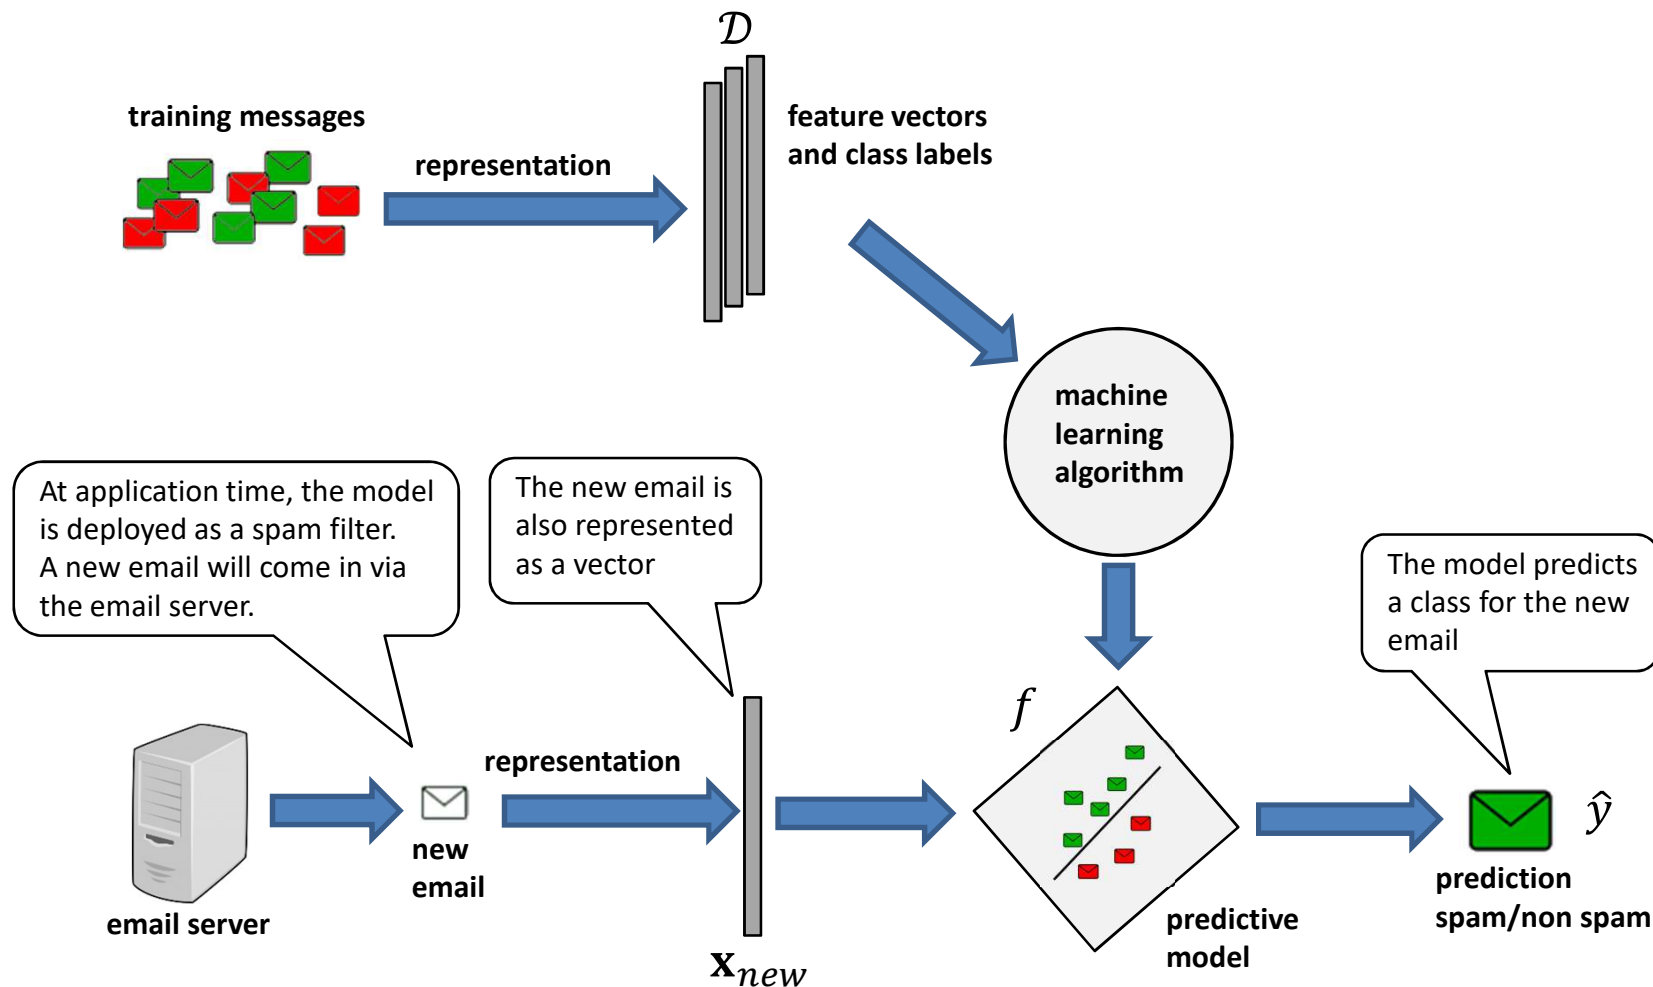 𝒟
training messages
feature vectors
and class labels
representation
machine
learning
algorithm
At application time, the model
is deployed as a spam filter.
A new email will come in via
the email server.
The new email is
also represented
as a vector
The model predicts
a class for the new
email
f
representation
new
email
email server
ŷ
prediction
spam/non spam
predictive
model
𝐱new